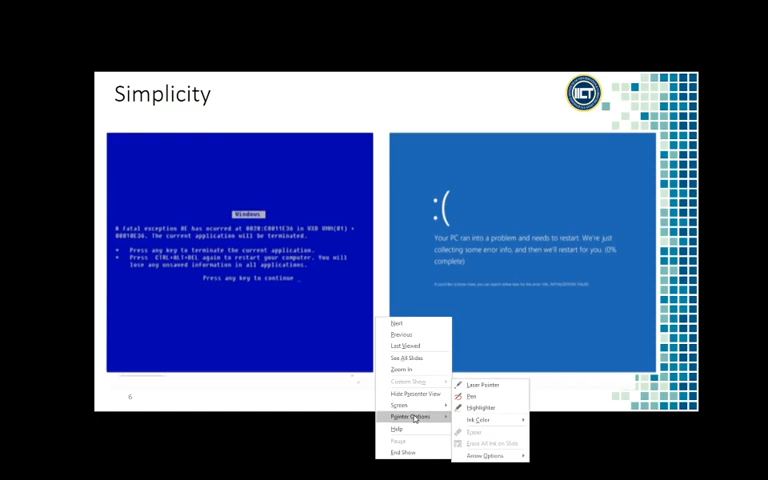 Simplicity
IICT
Windows
A fatal exception 0E has occurred at 0028:C0011E36 in UXD VMM(01) +
00010E36. The current application will be terminated.
* Press any key to terminate the current application.
* Press CTRL+ALT+DEL again to restart your computer. You will
lose any unsaved information in all applications.
Press any key to continue _
:(
Your PC ran into a problem and needs to restart. We're just
collecting some error info, and then we'll restart for you. (0%
complete)
6
Next
Previous
Last Viewed
See All Slides
Zoom In
Custom Show
Hide Presenter View
Screen
Pointer Options
Help
Pause
End Show
Laser Pointer
Pen
Highlighter
Ink Color
Eraser
Erase All Ink on Slide
Arrow Options